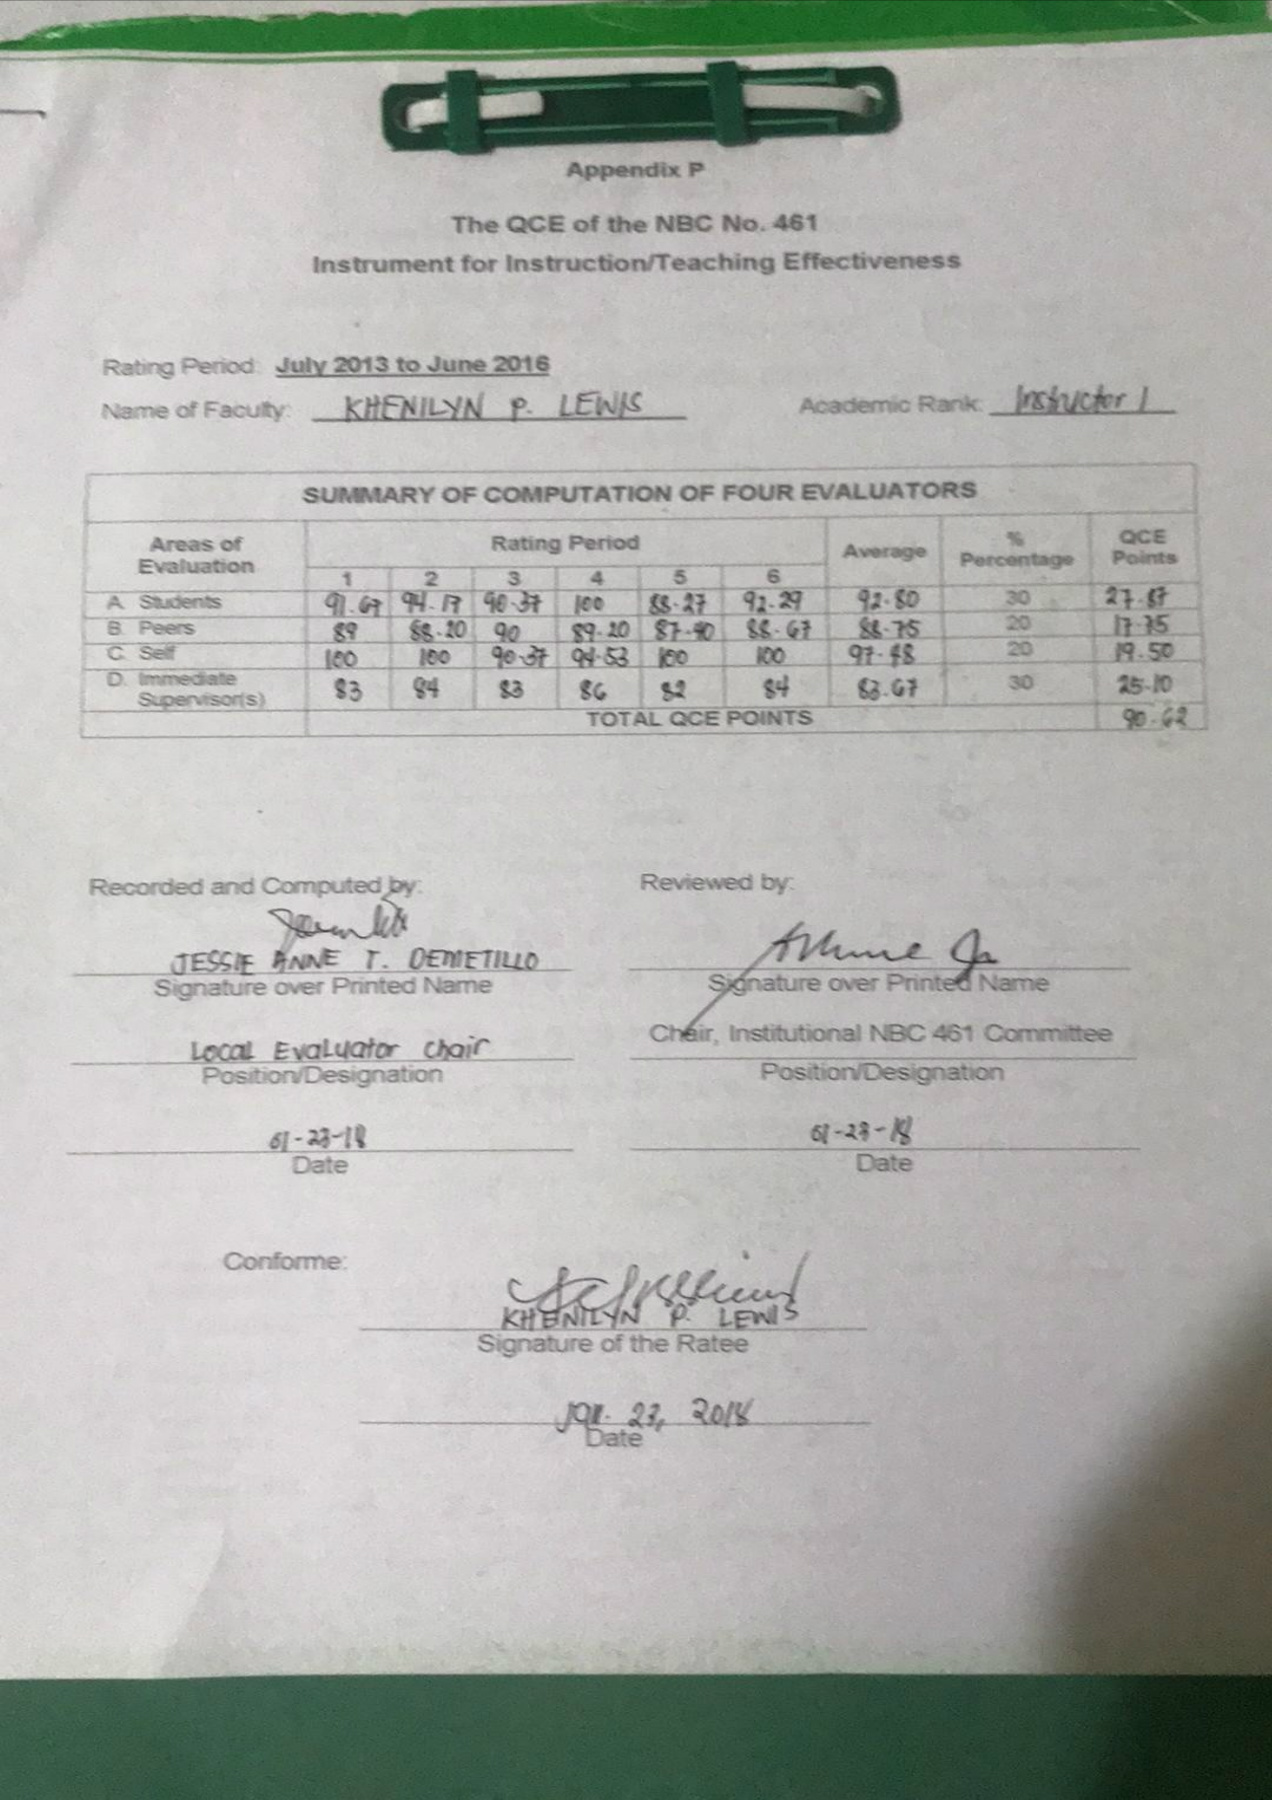 Appendix P
The QCE of the NBC No. 461
Instrument for Instruction/Teaching Effectiveness
Rating Period: July 2013 to June 2016
Name of Faculty: KHENILYN P. LEWIS Academic Rank: Instructor I
SUMMARY OF COMPUTATION OF FOUR EVALUATORS
Areas of Evaluation Rating Period Average % Percentage QCE Points
1 2 3 4 5 6
A. Students 91.67 94.17 90.37 100 88.27 92.29 92.80 30 27.87
B. Peers 89 88.20 90 89.20 87.40 88.67 88.75 20 17.75
C. Self 100 100 90.37 94.53 100 100 97.48 20 19.50
D. Immediate Supervisor(s) 83 84 83 86 82 84 83.67 30 25.10
TOTAL QCE POINTS 90.62
Recorded and Computed by: Reviewed by:
JESSIE ANNE T. DEMETILLO
Signature over Printed Name Signature over Printed Name
Local Evaluator Chair Chair, Institutional NBC 461 Committee
Position/Designation Position/Designation
01-23-18 01-23-18
Date Date
Conforme:
KHENILYN P. LEWIS
Signature of the Ratee
Jan. 23, 2018
Date